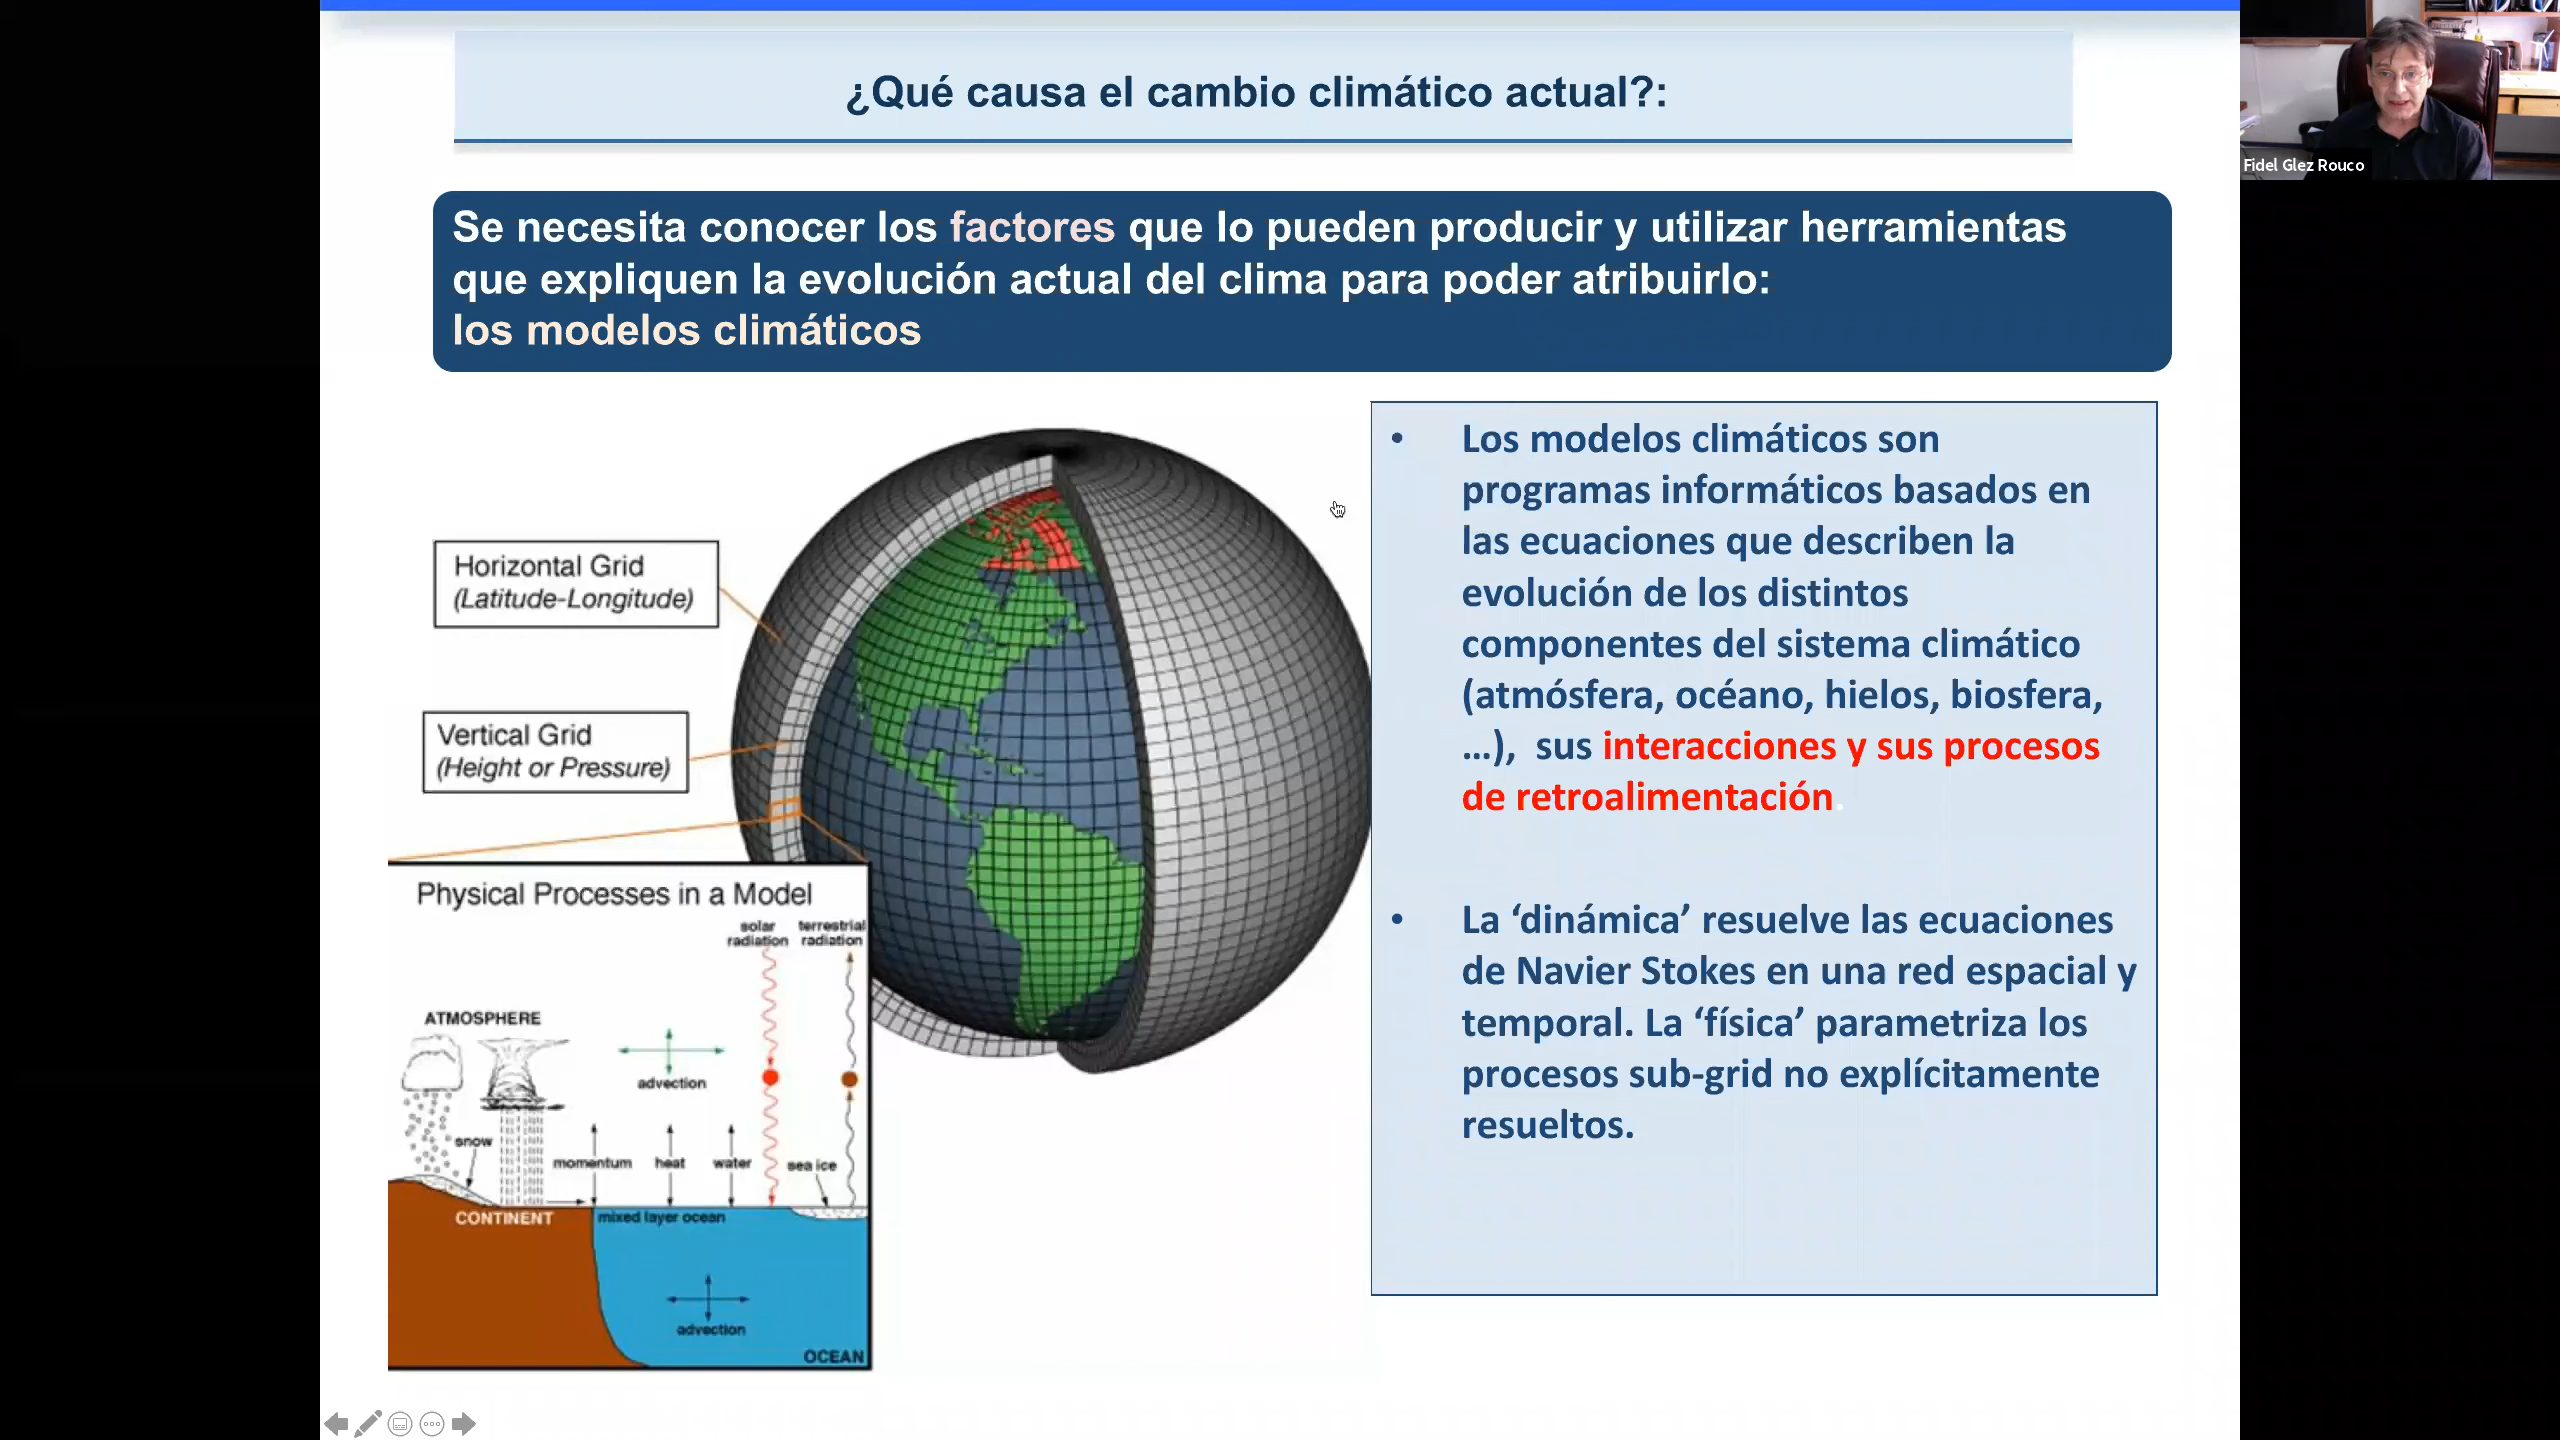 ¿Qué causa el cambio climático actual?:
Fidel Glez Rouco
Se necesita conocer los factores que lo pueden producir y utilizar herramientas
que expliquen la evolución actual del clima para poder atribuirlo:
los modelos climáticos
Horizontal Grid
(Latitude-Longitude)
Vertical Grid
(Height or Pressure)
Physical Processes in a Model
solar
radiation
terrestrial
radiation
ATMOSPHERE
advection
snow
momentum
heat
water
sea ice
CONTINENT
mixed layer ocean
advection
OCEAN
• Los modelos climáticos son
programas informáticos basados en
las ecuaciones que describen la
evolución de los distintos
componentes del sistema climático
(atmósfera, océano, hielos, biosfera,
…), sus interacciones y sus procesos
de retroalimentación.
• La ‘dinámica’ resuelve las ecuaciones
de Navier Stokes en una red espacial y
temporal. La ‘física’ parametriza los
procesos sub-grid no explícitamente
resueltos.